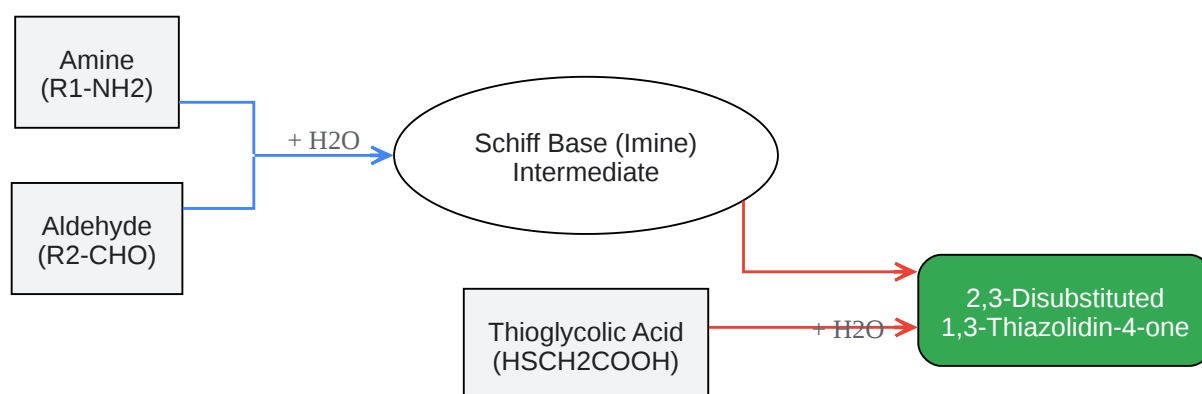 Amine
(R1-NH2)
+ H2O
Schiff Base (Imine)
Intermediate
Aldehyde
(R2-CHO)
Thioglycolic Acid
(HSCH2COOH)
+ H2O
2,3-Disubstituted
1,3-Thiazolidin-4-one